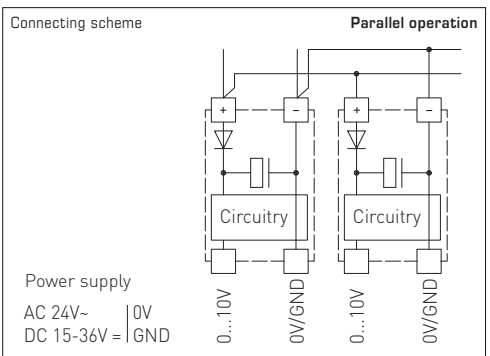 Connecting scheme
Parallel operation
+ – + –
Circuitry Circuitry
Power supply
AC 24V~ 0V
DC 15-36V = GND
0...10V
0V/GND
0...10V
0V/GND